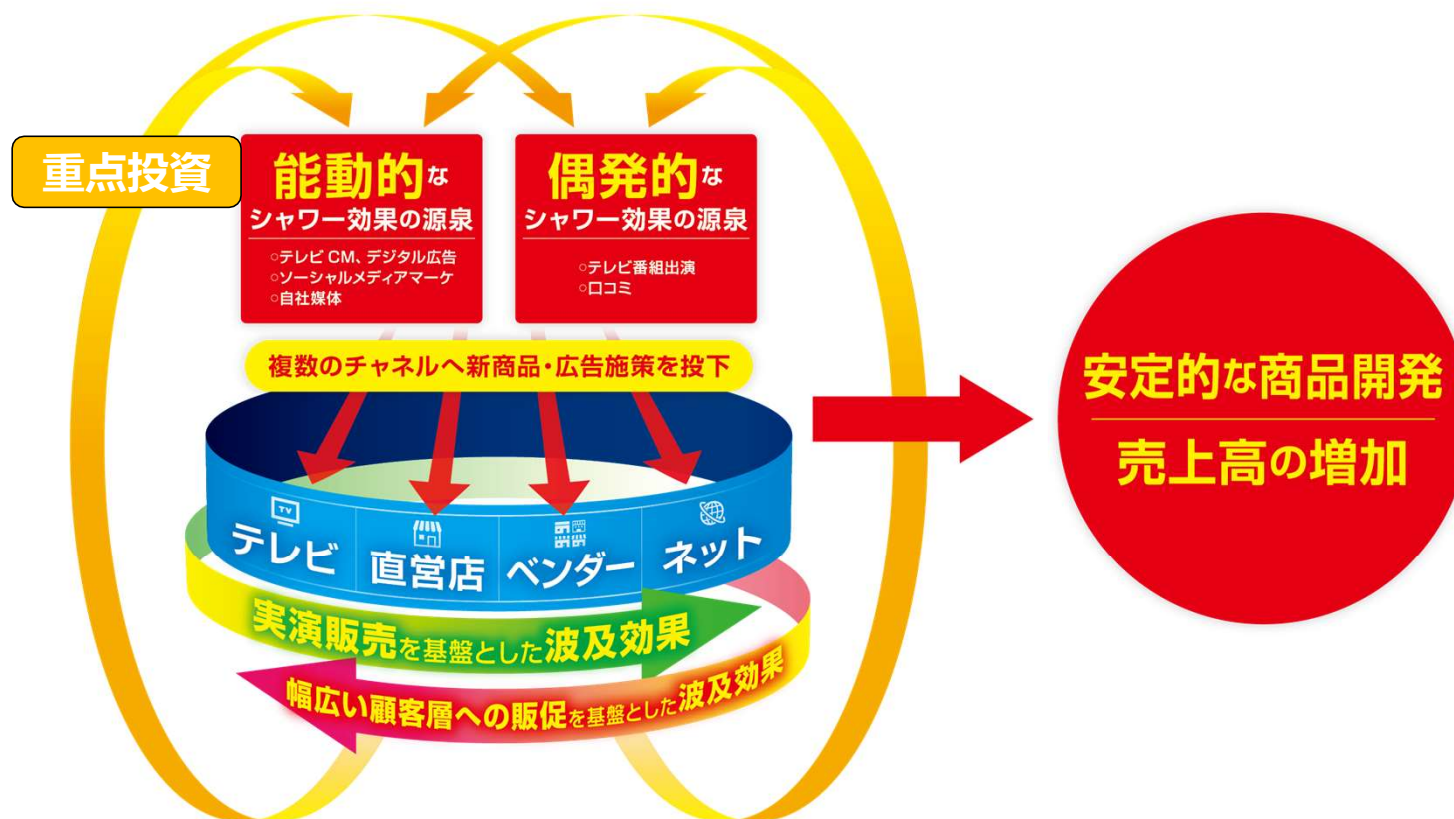 重点投資
能動的な
シャワー効果の源泉
○テレビ CM、デジタル広告
○ソーシャルメディアマーケ
○自社媒体
偶発的な
シャワー効果の源泉
○テレビ番組出演
○口コミ
複数のチャネルへ新商品・広告施策を投下
TV
テレビ
直営店
ベンダー
ネット
実演販売を基盤とした波及効果
幅広い顧客層への販促を基盤とした波及効果
安定的な商品開発
売上高の増加